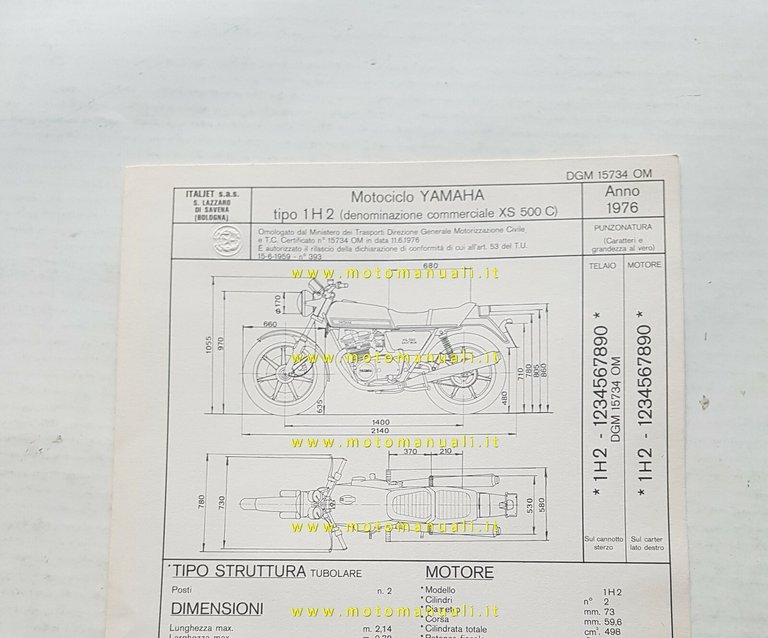 DGM 15734 OM
ITALJET s.a.s.
S. LAZZARO
DI SAVENA
(BOLOGNA)
Motociclo YAMAHA
tipo 1H2 (denominazione commerciale XS 500 C)
Anno
1976
Omologato dal Ministero dei Trasporti Direzione Generale Motorizzazione Civile
e T.C. Certificato n° 15734 OM in data 11.6.1976
E autorizzato il rilascio della dichiarazione di conformità di cui all'art. 53 del T.U.
15-6-1959 - n° 393
PUNZONATURA
(Caratteri e
grandezza al vero)
TELAIO
MOTORE
www.motomanuali.it
680
170
660
1055
970
www.motomanuali.it
635
480
710
780
805
860
1400
2140
www.motomanuali.it
* 1H2 - 1234567890 *
DGM 15734 OM
* 1H2 - 1234567890 *
370
210
780
730
530
580
www.motomanuali.it
Sul cannotto
sterzo
Sul carter
lato destro
*TIPO STRUTTURA TUBOLARE
Posti n. 2
DIMENSIONI
Lunghezza max. m. 2,14
Larghezza max.
MOTORE
* Modello 1H2
* Cilindri n° 2
* Diametro mm. 73
* Corsa mm. 59,6
* Cilindrata totale cm³ 498
www.motomanuali.it